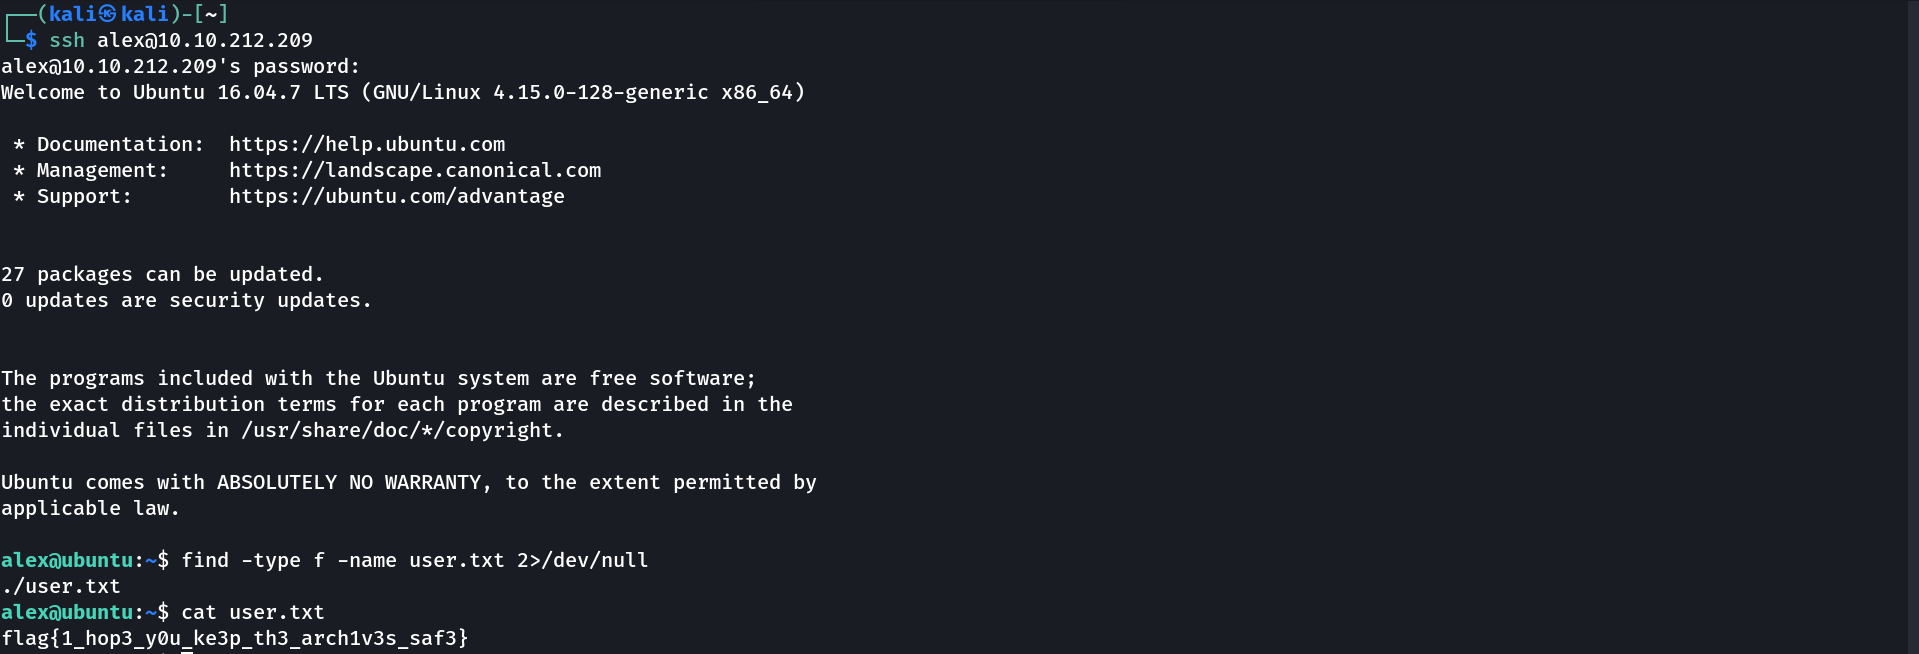 ┌──(kali㉿kali)-[~]
└─$ ssh alex@10.10.212.209
alex@10.10.212.209's password:
Welcome to Ubuntu 16.04.7 LTS (GNU/Linux 4.15.0-128-generic x86_64)
* Documentation:  https://help.ubuntu.com
* Management:     https://landscape.canonical.com
* Support:        https://ubuntu.com/advantage
27 packages can be updated.
0 updates are security updates.
The programs included with the Ubuntu system are free software;
the exact distribution terms for each program are described in the
individual files in /usr/share/doc/*/copyright.
Ubuntu comes with ABSOLUTELY NO WARRANTY, to the extent permitted by
applicable law.
alex@ubuntu:~$ find -type f -name user.txt 2>/dev/null
./user.txt
alex@ubuntu:~$ cat user.txt
flag{1_hop3_y0u_ke3p_th3_arch1v3s_saf3}